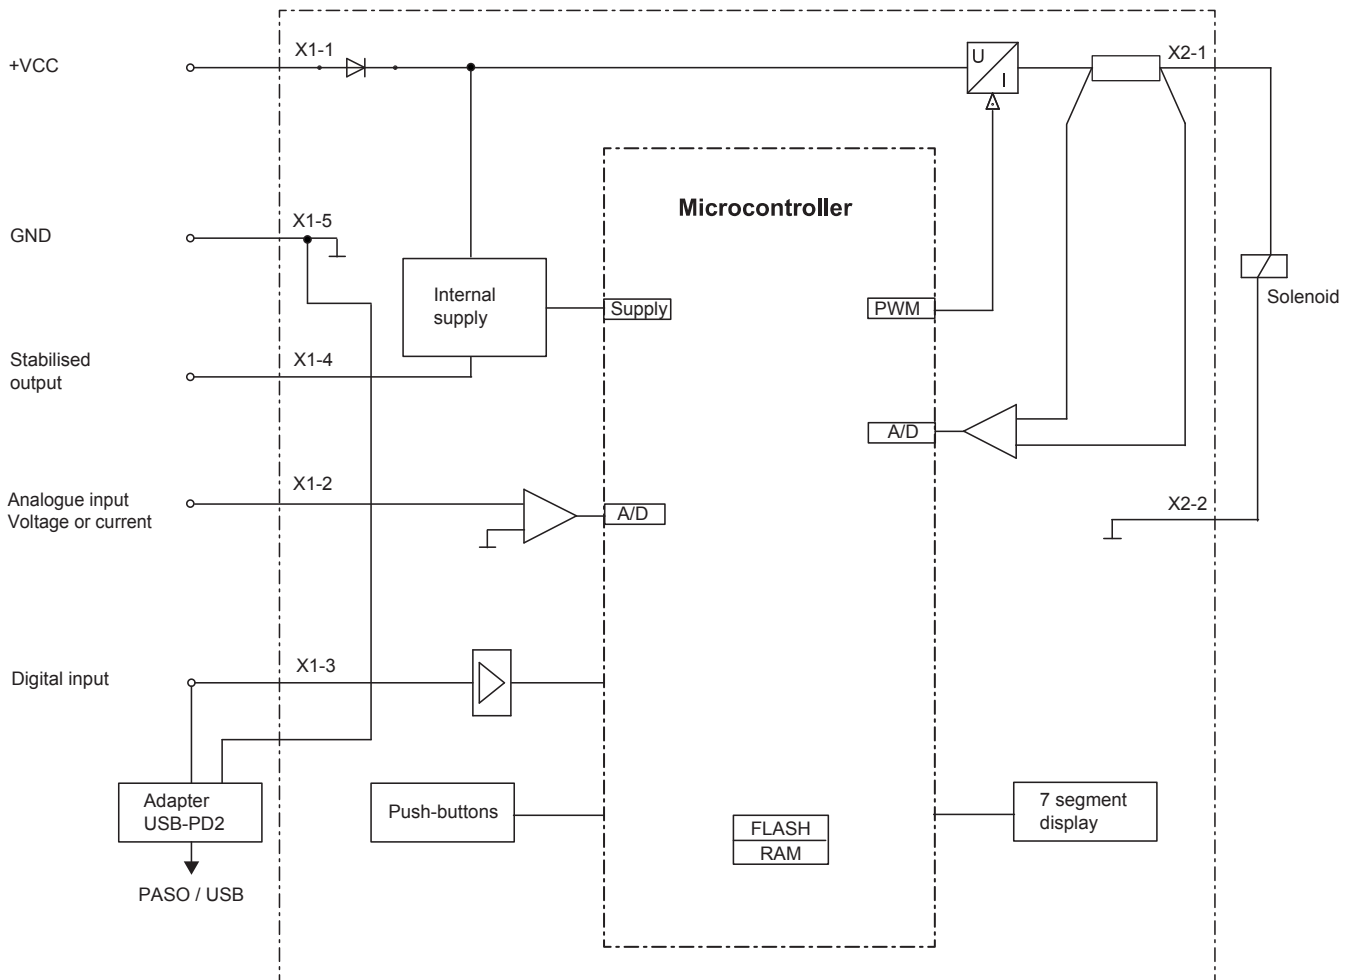 +VCC
X1-1
U
I
X2-1
Microcontroller
GND
X1-5
Internal
supply
Supply
PWM
Solenoid
Stabilised
output
X1-4
A/D
Analogue input
Voltage or current
X1-2
A/D
X2-2
Digital input
X1-3
Adapter
USB-PD2
Push-buttons
FLASH
RAM
7 segment
display
PASO / USB